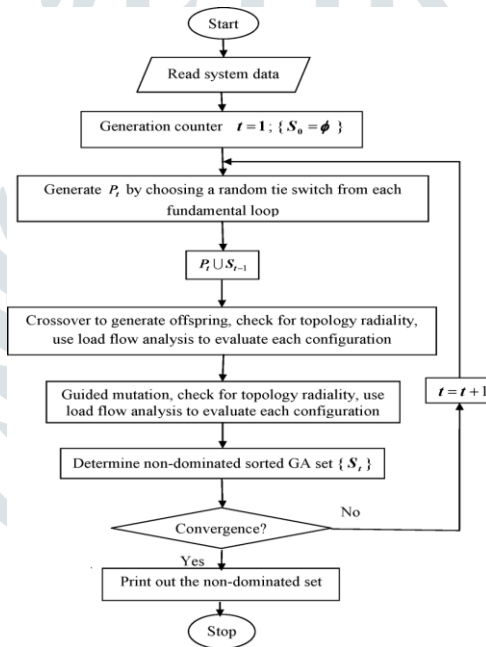 Start
Read system data
Generation counter t = 1 ; { S₀ = ϕ }
Generate Pₜ by choosing a random tie switch from each
fundamental loop
Pₜ ∪ Sₜ₋₁
Crossover to generate offspring, check for topology radiality,
use load flow analysis to evaluate each configuration
Guided mutation, check for topology radiality, use
load flow analysis to evaluate each configuration
t = t + 1
Determine non-dominated sorted GA set { Sₜ }
No
Convergence?
Yes
Print out the non-dominated set
Stop